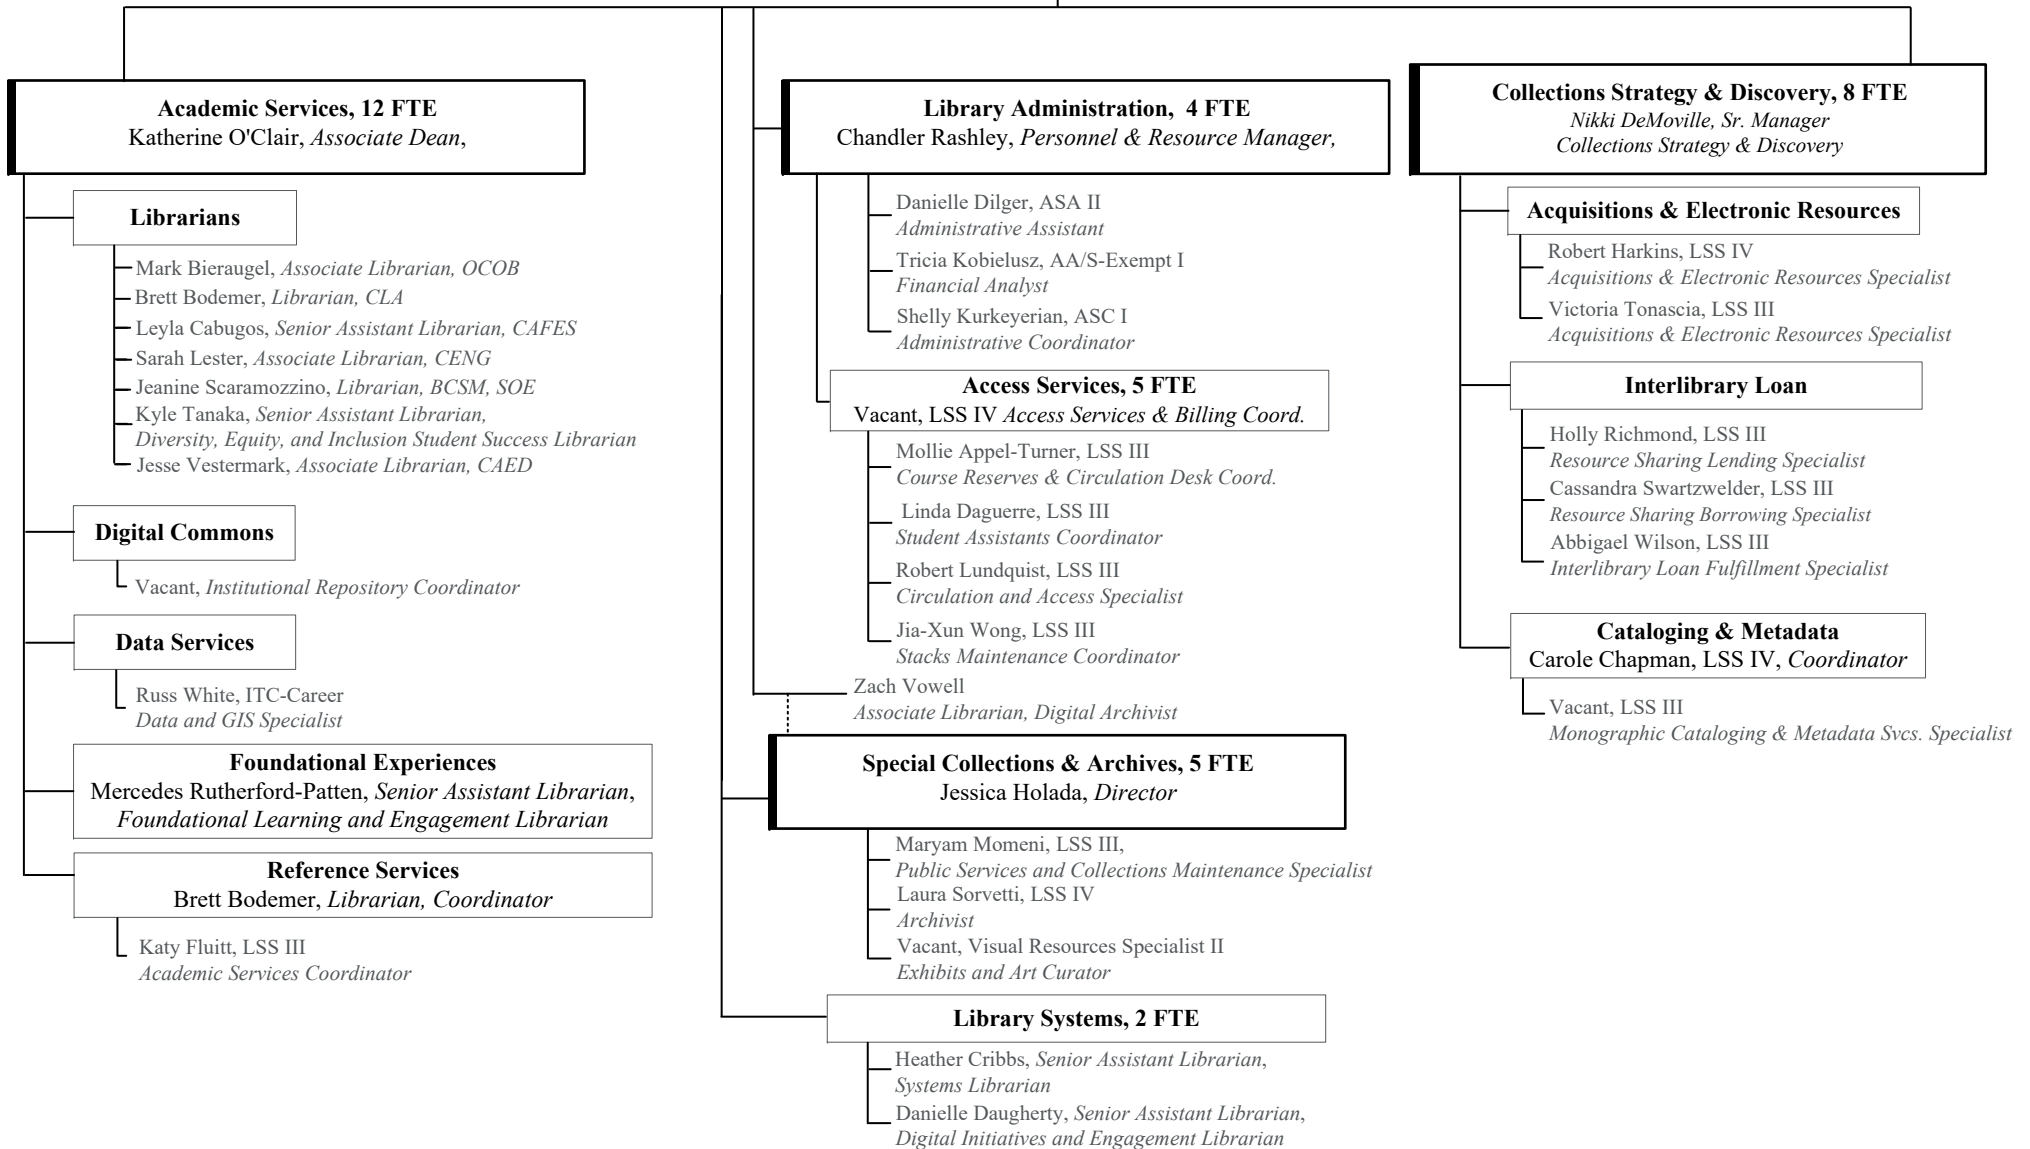 Academic Services, 12 FTE
Katherine O'Clair, Associate Dean,
Librarians
Mark Bieraugel, Associate Librarian, OCOB
Brett Bodemer, Librarian, CLA
Leyla Cabugos, Senior Assistant Librarian, CAFES
Sarah Lester, Associate Librarian, CENG
Jeanine Scaramozzino, Librarian, BCSM, SOE
Kyle Tanaka, Senior Assistant Librarian,
Diversity, Equity, and Inclusion Student Success Librarian
Jesse Vestermark, Associate Librarian, CAED
Digital Commons
Vacant, Institutional Repository Coordinator
Data Services
Russ White, ITC-Career
Data and GIS Specialist
Foundational Experiences
Mercedes Rutherford-Patten, Senior Assistant Librarian,
Foundational Learning and Engagement Librarian
Reference Services
Brett Bodemer, Librarian, Coordinator
Katy Fluitt, LSS III
Academic Services Coordinator
Library Administration, 4 FTE
Chandler Rashley, Personnel & Resource Manager,
Danielle Dilger, ASA II
Administrative Assistant
Tricia Kobielusz, AA/S-Exempt I
Financial Analyst
Shelly Kurkeyerian, ASC I
Administrative Coordinator
Access Services, 5 FTE
Vacant, LSS IV Access Services & Billing Coord.
Mollie Appel-Turner, LSS III
Course Reserves & Circulation Desk Coord.
Linda Daguerre, LSS III
Student Assistants Coordinator
Robert Lundquist, LSS III
Circulation and Access Specialist
Jia-Xun Wong, LSS III
Stacks Maintenance Coordinator
Zach Vowell
Associate Librarian, Digital Archivist
Special Collections & Archives, 5 FTE
Jessica Holada, Director
Maryam Momeni, LSS III,
Public Services and Collections Maintenance Specialist
Laura Sorvetti, LSS IV
Archivist
Vacant, Visual Resources Specialist II
Exhibits and Art Curator
Library Systems, 2 FTE
Heather Cribbs, Senior Assistant Librarian,
Systems Librarian
Danielle Daugherty, Senior Assistant Librarian,
Digital Initiatives and Engagement Librarian
Collections Strategy & Discovery, 8 FTE
Nikki DeMoville, Sr. Manager
Collections Strategy & Discovery
Acquisitions & Electronic Resources
Robert Harkins, LSS IV
Acquisitions & Electronic Resources Specialist
Victoria Tonascia, LSS III
Acquisitions & Electronic Resources Specialist
Interlibrary Loan
Holly Richmond, LSS III
Resource Sharing Lending Specialist
Cassandra Swartzwelder, LSS III
Resource Sharing Borrowing Specialist
Abbigael Wilson, LSS III
Interlibrary Loan Fulfillment Specialist
Cataloging & Metadata
Carole Chapman, LSS IV, Coordinator
Vacant, LSS III
Monographic Cataloging & Metadata Svcs. Specialist